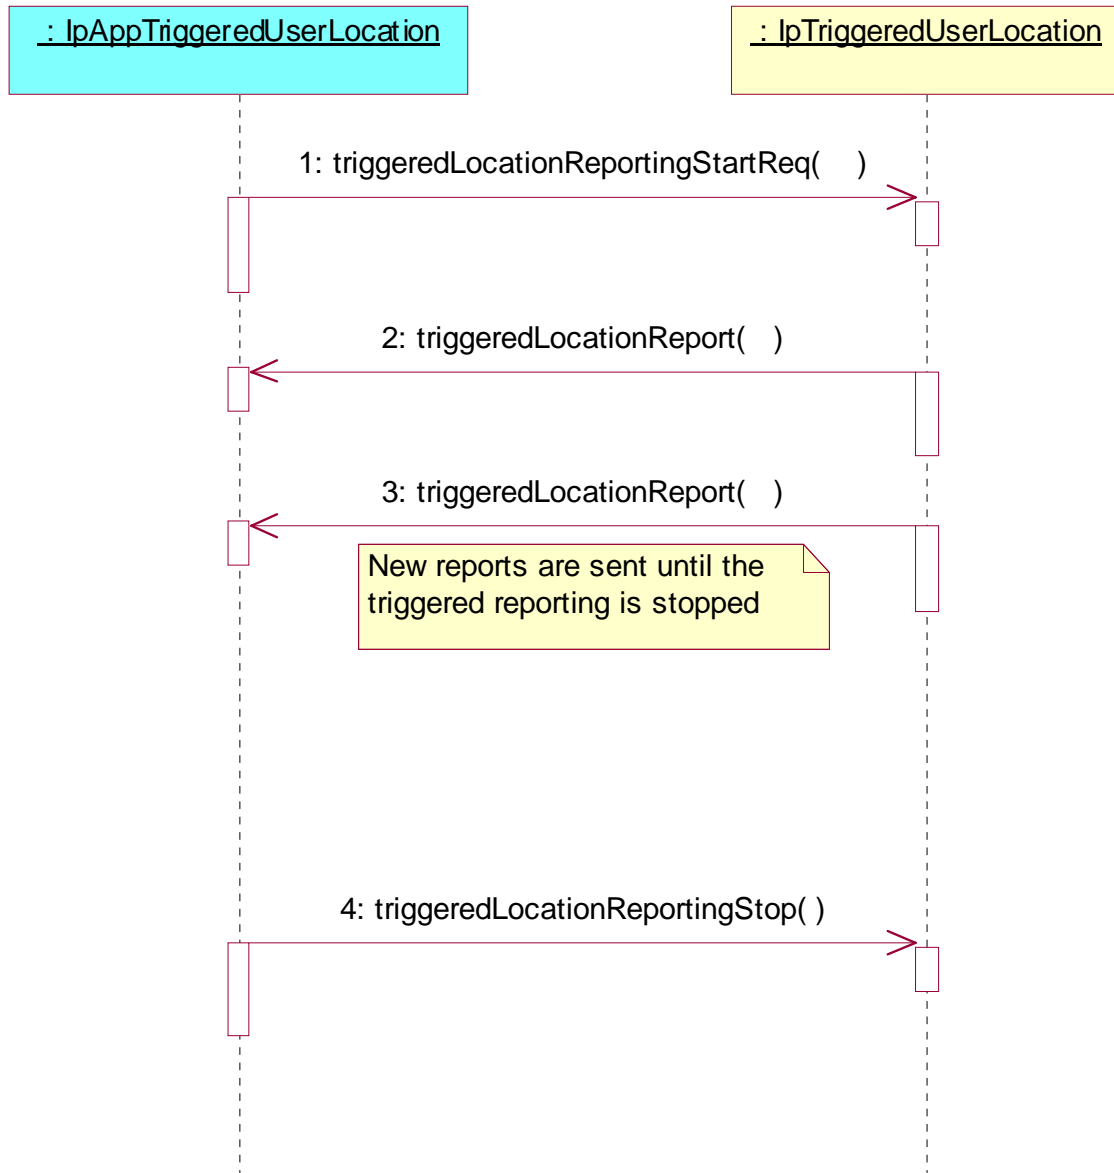 : IpAppTriggeredUserLocation
: IpTriggeredUserLocation
1: triggeredLocationReportingStartReq( )
2: triggeredLocationReport( )
3: triggeredLocationReport( )
New reports are sent until the
triggered reporting is stopped
4: triggeredLocationReportingStop( )